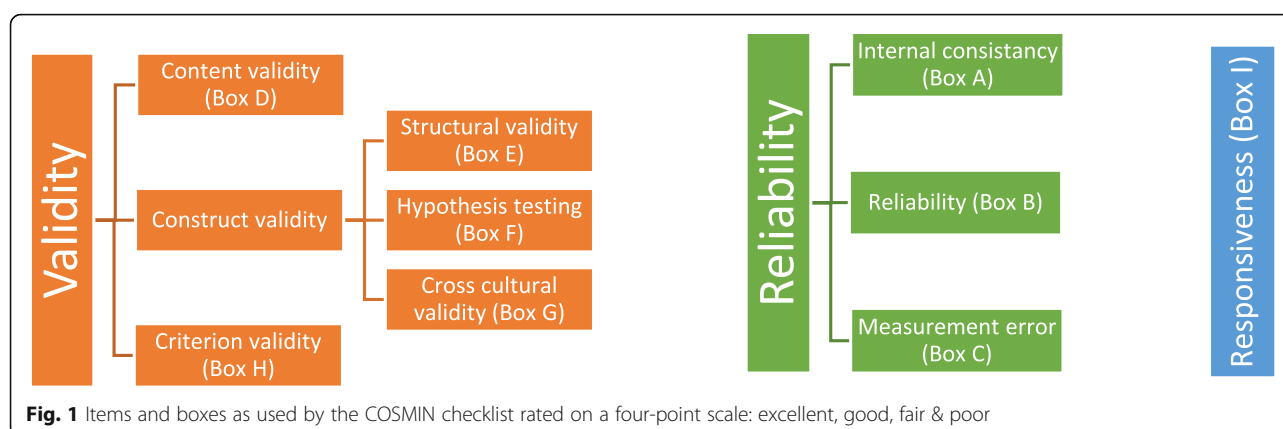 Validity
Content validity
(Box D)
Construct validity
Criterion validity
(Box H)
Structural validity
(Box E)
Hypothesis testing
(Box F)
Cross cultural
validity (Box G)
Reliability
Internal consistancy
(Box A)
Reliability (Box B)
Measurement error
(Box C)
Responsiveness (Box I)
Fig. 1 Items and boxes as used by the COSMIN checklist rated on a four-point scale: excellent, good, fair & poor